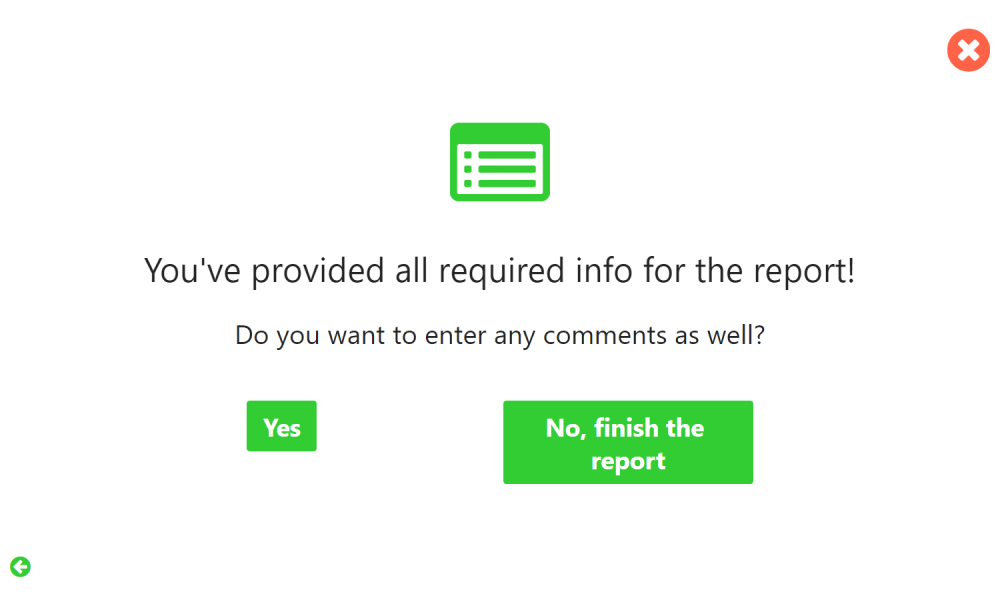 You've provided all required info for the report!
Do you want to enter any comments as well?
Yes
No, finish the
report